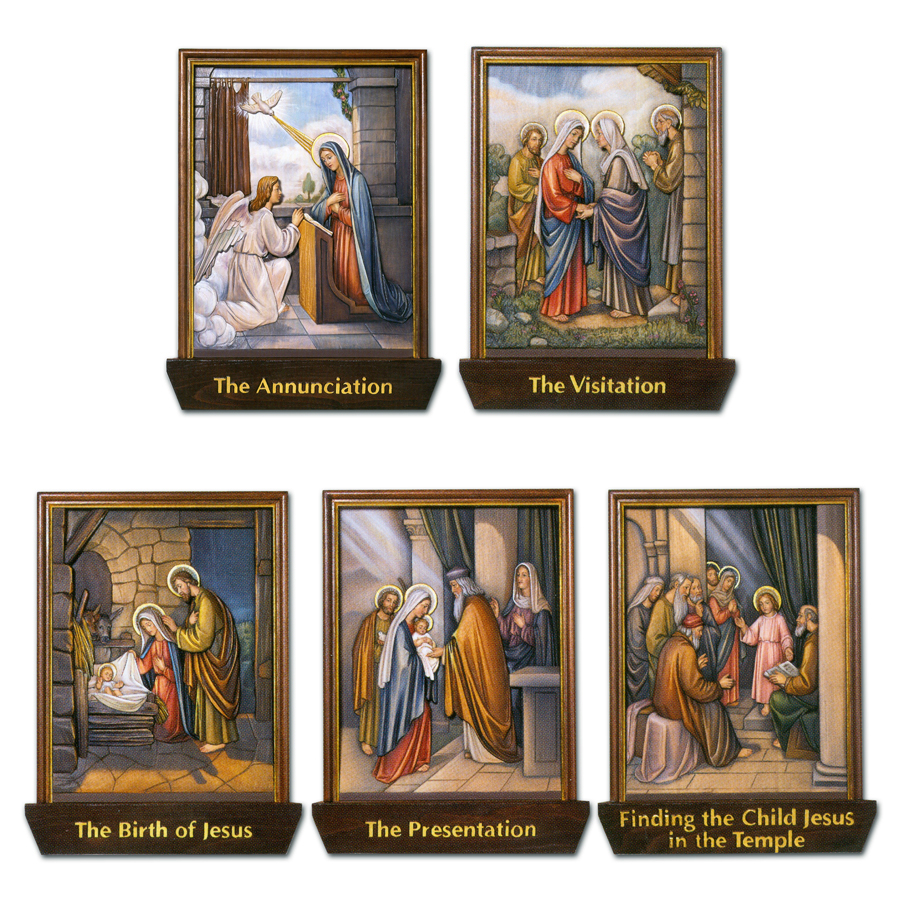 The Annunciation
The Visitation
The Birth of Jesus
The Presentation
Finding the Child Jesus
in the Temple